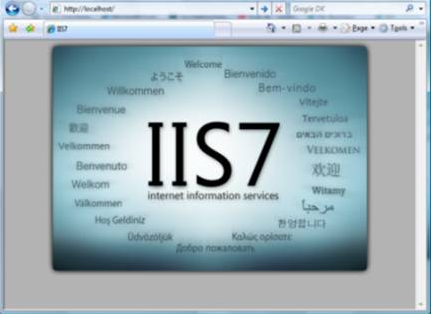 http://localhost/
Google DK
IIS7
Page
Tools
Welcome
ようこそ
Bienvenido
Willkommen
Bem-vindo
Bienvenue
Vítejte
歡迎
Tervetuloa
Velkommen
ברוכים הבאים
VELKOMEN
Benvenuto
欢迎
Welkom
Witamy
Välkommen
مرحبا
Hoş Geldiniz
환영합니다
Üdvözöljük
Καλώς ορίσατε
Добро пожаловать
IIS7
internet information services